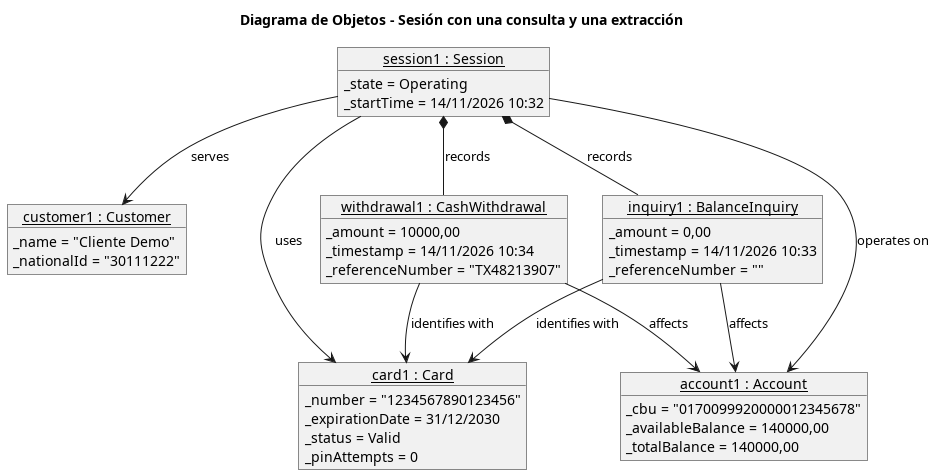 Diagrama de Objetos - Sesión con una consulta y una extracción
session1 : Session
_state = Operating
_startTime = 14/11/2026 10:32
serves
records
records
customer1 : Customer
_name = "Cliente Demo"
_nationalId = "30111222"
uses
withdrawal1 : CashWithdrawal
_amount = 10000,00
_timestamp = 14/11/2026 10:34
_referenceNumber = "TX48213907"
inquiry1 : BalanceInquiry
_amount = 0,00
_timestamp = 14/11/2026 10:33
_referenceNumber = ""
operates on
identifies with
identifies with
affects
affects
card1 : Card
_number = "1234567890123456"
_expirationDate = 31/12/2030
_status = Valid
_pinAttempts = 0
account1 : Account
_cbu = "0170099920000012345678"
_availableBalance = 140000,00
_totalBalance = 140000,00